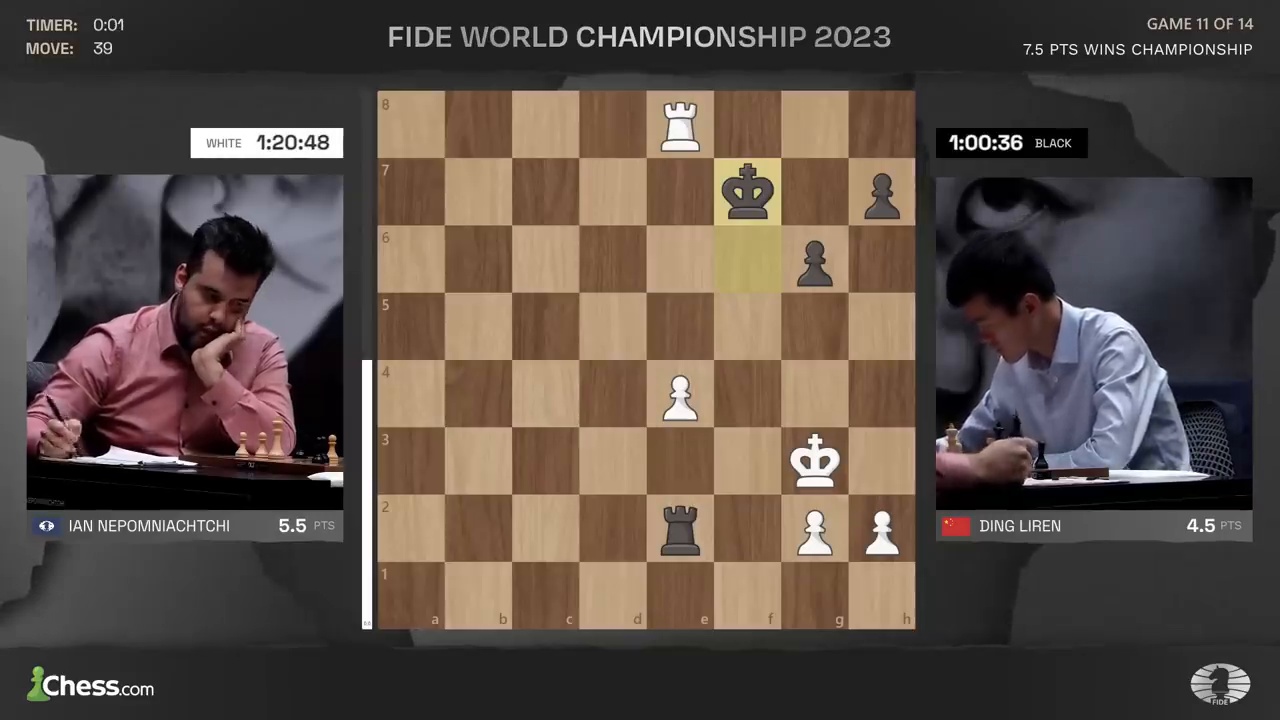 TIMER: 0:01
MOVE: 39
FIDE WORLD CHAMPIONSHIP 2023
GAME 11 OF 14
7.5 PTS WINS CHAMPIONSHIP
WHITE 1:20:48
1:00:36 BLACK
8
7
6
5
4
3
2
1
a b c d e f g h
IAN NEPOMNIACHTCHI 5.5 PTS
DING LIREN 4.5 PTS
Chess.com
FIDE